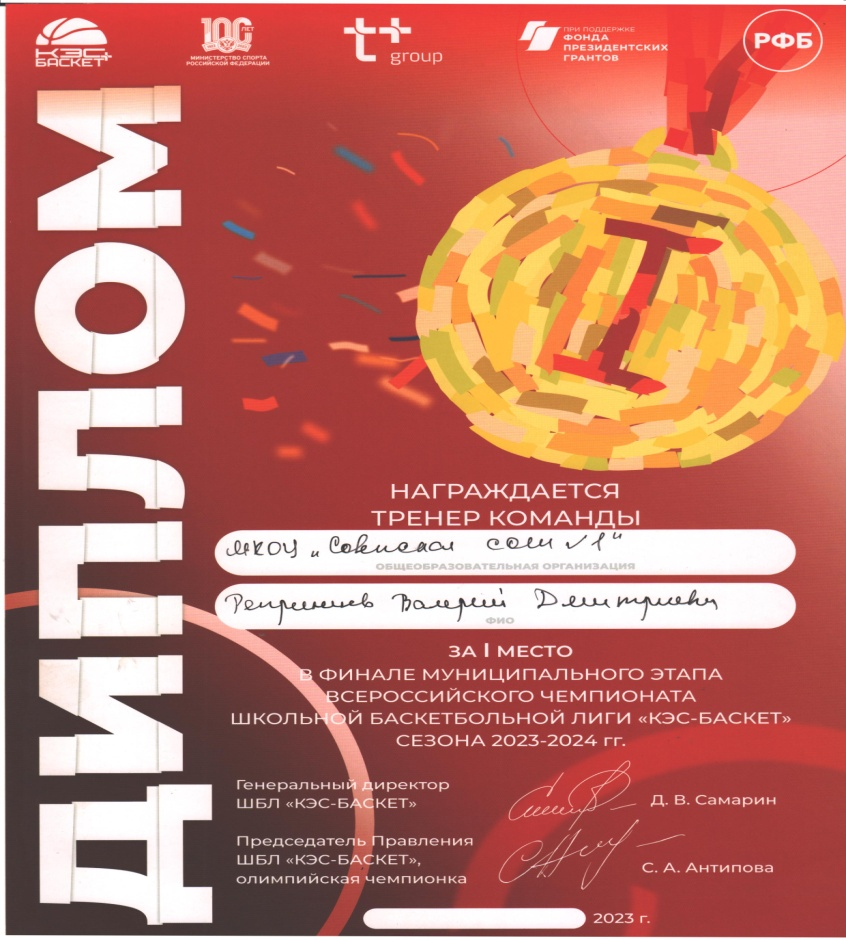 КЭС
БАСКЕТ
100 ЛЕТ
МИНИСТЕРСТВО СПОРТА
РОССИЙСКОЙ ФЕДЕРАЦИИ
t+
group
ПРИ ПОДДЕРЖКЕ
ФОНДА
ПРЕЗИДЕНТСКИХ
ГРАНТОВ
РФБ
ДИПЛОМ
I
НАГРАЖДАЕТСЯ
ТРЕНЕР КОМАНДЫ
МКОУ „ сош №1"
ОБЩЕОБРАЗОВАТЕЛЬНАЯ ОРГАНИЗАЦИЯ
Валерий Дмитриевич
ФИО
ЗА I МЕСТО
В ФИНАЛЕ МУНИЦИПАЛЬНОГО ЭТАПА
ВСЕРОССИЙСКОГО ЧЕМПИОНАТА
ШКОЛЬНОЙ БАСКЕТБОЛЬНОЙ ЛИГИ «КЭС-БАСКЕТ»
СЕЗОНА 2023-2024 гг.
Генеральный директор
ШБЛ «КЭС-БАСКЕТ»
Д. В. Самарин
Председатель Правления
ШБЛ «КЭС-БАСКЕТ»,
олимпийская чемпионка
С. А. Антипова
2023 г.